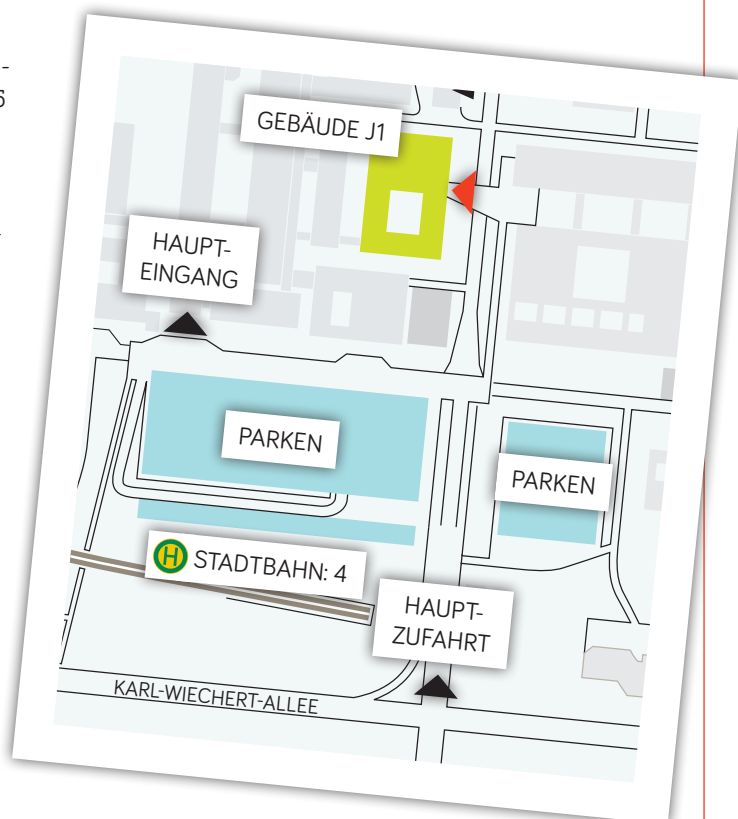 GEBÄUDE J1
HAUPT-
EINGANG
PARKEN
PARKEN
H STADTBAHN: 4
HAUPT-
ZUFAHRT
KARL-WIECHERT-ALLEE